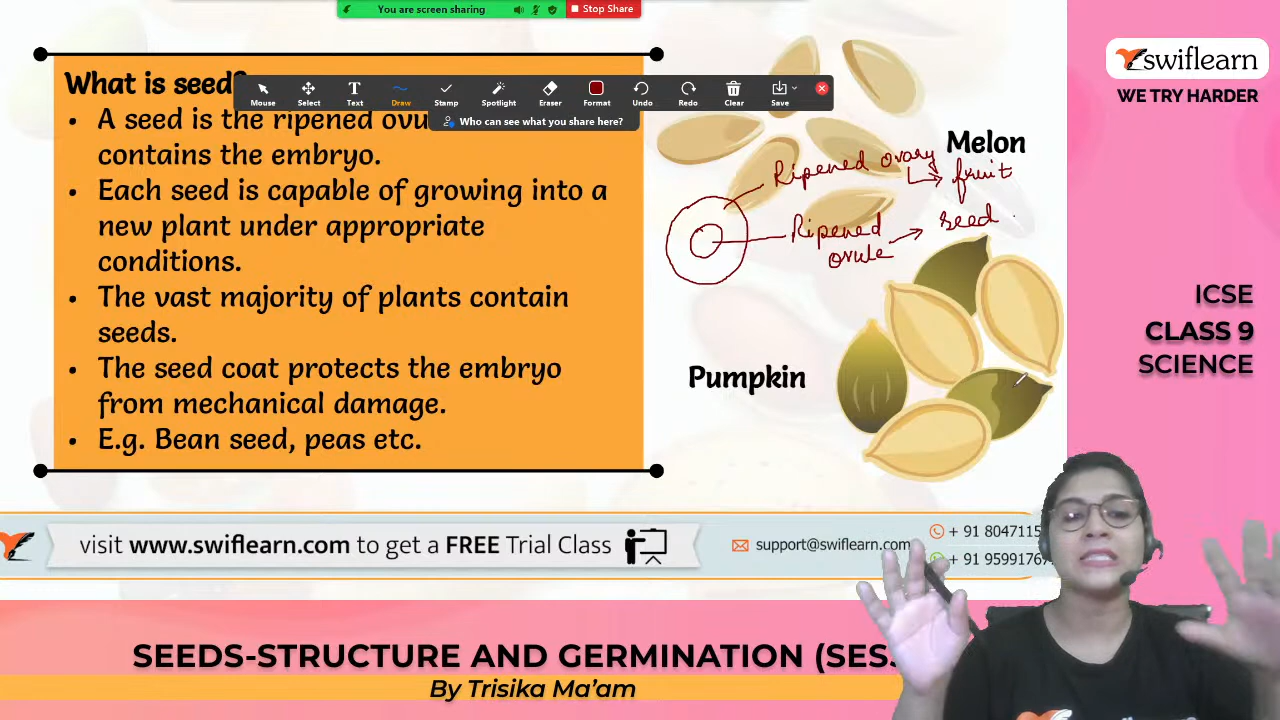 You are screen sharing
Stop Share
swiflearn
WE TRY HARDER
What is seed?
Mouse Select Text Draw Stamp Spotlight Eraser Format Undo Redo Clear Save
Who can see what you share here?
• A seed is the ripened ovu
contains the embryo.
• Each seed is capable of growing into a
new plant under appropriate
conditions.
• The vast majority of plants contain
seeds.
• The seed coat protects the embryo
from mechanical damage.
• E.g. Bean seed, peas etc.
Melon
Ripened ovary
fruit
Ripened
ovule
seed
Pumpkin
ICSE
CLASS 9
SCIENCE
visit www.swiflearn.com to get a FREE Trial Class
support@swiflearn.com
+ 91 8047115
+ 91 9599176
SEEDS-STRUCTURE AND GERMINATION (SES
By Trisika Ma'am